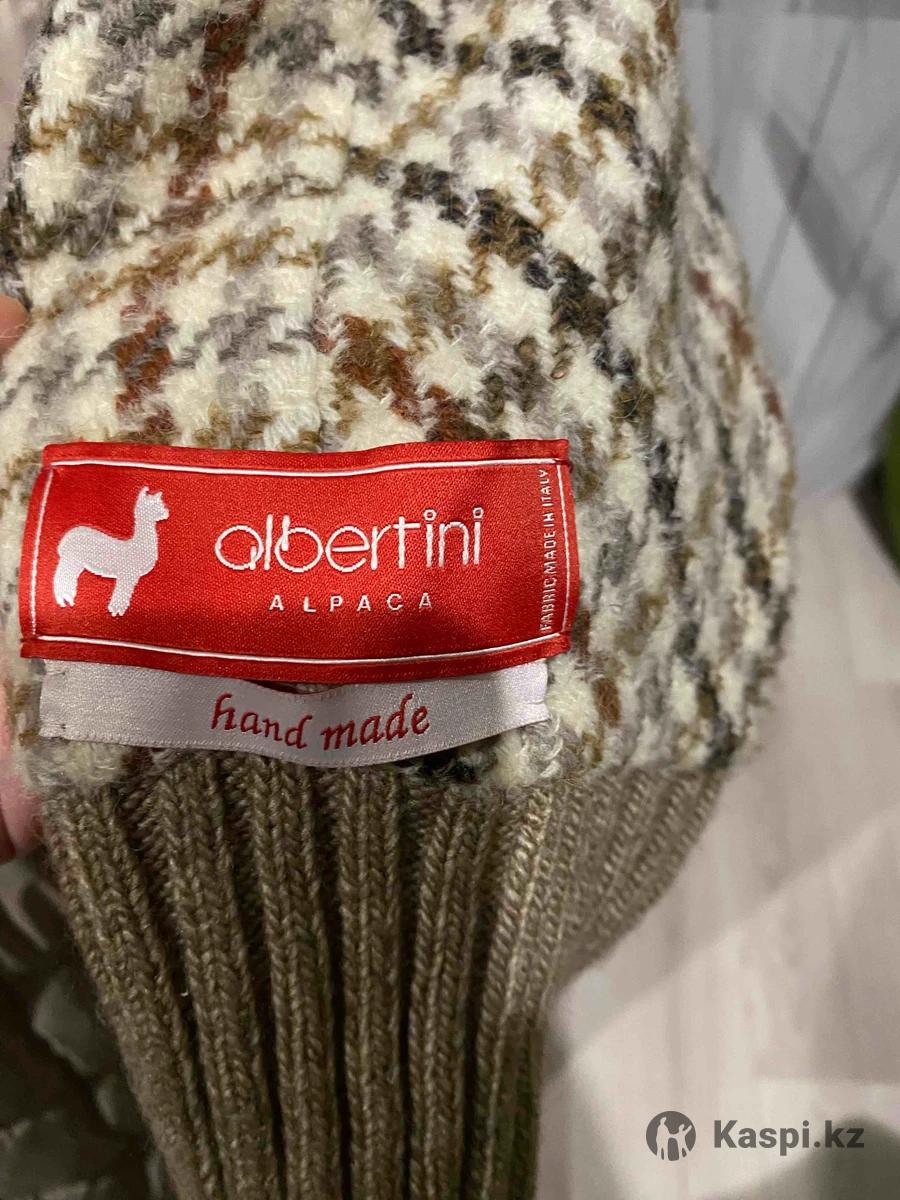 albertini
ALPACA
FABRIC MADE IN ITALY
hand made
Kaspi.kz